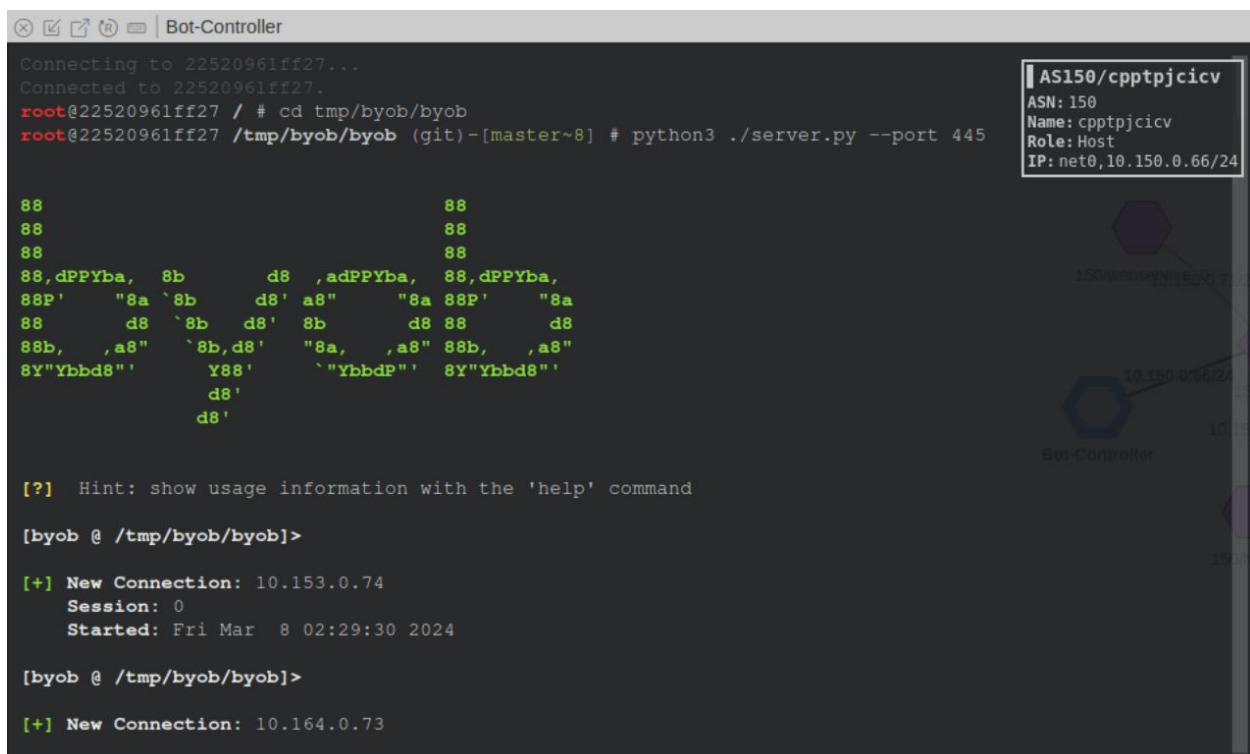 Bot-Controller
Connecting to 22520961ff27...
Connected to 22520961ff27.
root@22520961ff27 / # cd tmp/byob/byob
root@22520961ff27 /tmp/byob/byob (git)-[master~8] # python3 ./server.py --port 445
AS150/cpptpjcicv
ASN: 150
Name: cpptpjcicv
Role: Host
IP: net0,10.150.0.66/24
88                                     88
88                                     88
88                                     88
88,dPPYba,  8b       d8  ,adPPYba,  88,dPPYba,
88P'    "8a `8b     d8' a8"     "8a 88P'    "8a
88       d8  `8b   d8'  8b       d8 88       d8
88b,   ,a8"   `8b,d8'   "8a,   ,a8" 88b,   ,a8"
8Y"Ybbd8"'      Y88'     `"YbbdP"'  8Y"Ybbd8"'
                d8'
               d8'
[?]  Hint: show usage information with the 'help' command
[byob @ /tmp/byob/byob]>
[+] New Connection: 10.153.0.74
Session: 0
Started: Fri Mar  8 02:29:30 2024
[byob @ /tmp/byob/byob]>
[+] New Connection: 10.164.0.73
10.150.0.66/24
Bot-Controller